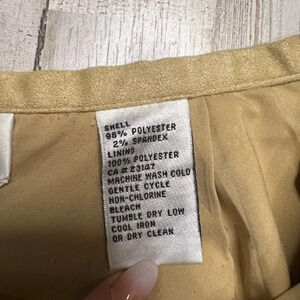 SHELL
98% POLYESTER
2% SPANDEX
LINING
100% POLYESTER
CA # 23147
MACHINE WASH COLD
GENTLE CYCLE
NON-CHLORINE
BLEACH
TUMBLE DRY LOW
COOL IRON
OR DRY CLEAN